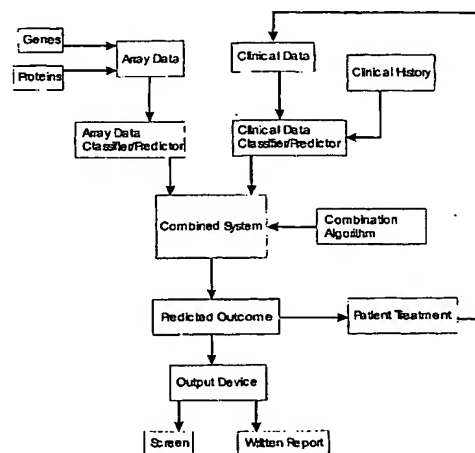 Genes
Proteins
Array Data
Clinical Data
Clinical History
Array Data
Classifier/Predictor
Clinical Data
Classifier/Predictor
Combined System
Combination
Algorithm
Predicted Outcome
Patient Treatment
Output Device
Screen
Written Report